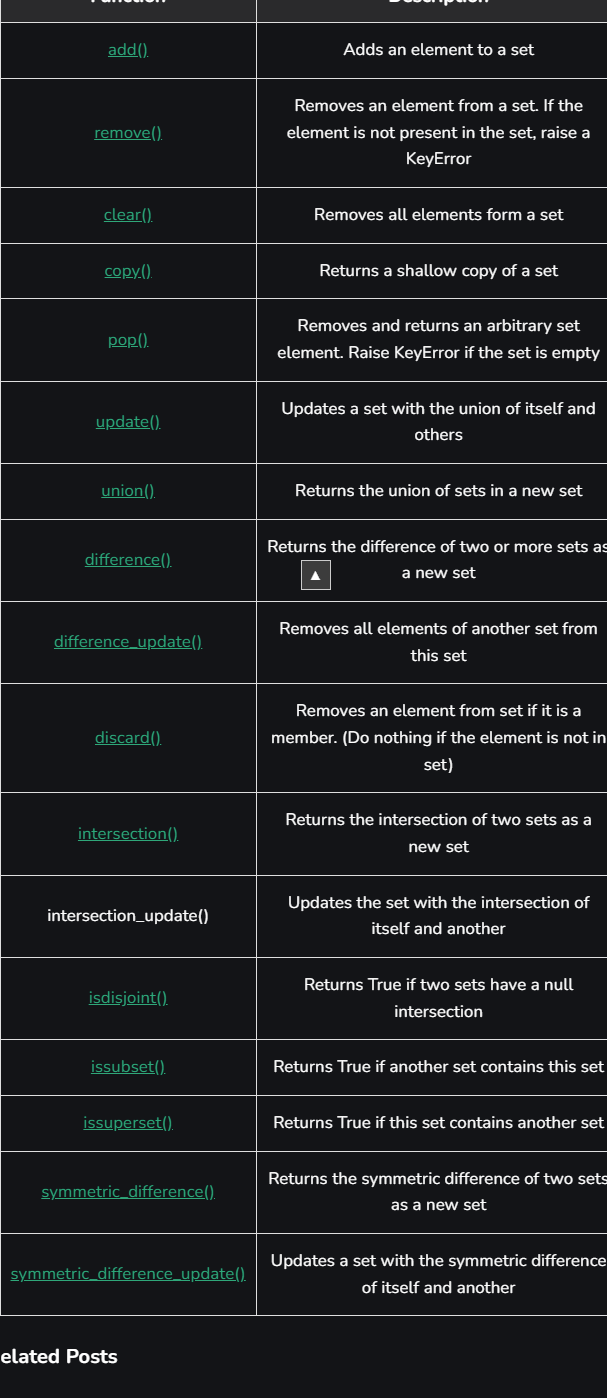 Function Description
add() Adds an element to a set
Removes an element from a set. If the
remove() element is not present in the set, raise a
KeyError
clear() Removes all elements form a set
copy() Returns a shallow copy of a set
pop() Removes and returns an arbitrary set
element. Raise KeyError if the set is empty
update() Updates a set with the union of itself and
others
union() Returns the union of sets in a new set
difference() Returns the difference of two or more sets as
a new set
▲
difference_update() Removes all elements of another set from
this set
Removes an element from set if it is a
discard() member. (Do nothing if the element is not in
set)
intersection() Returns the intersection of two sets as a
new set
intersection_update() Updates the set with the intersection of
itself and another
isdisjoint() Returns True if two sets have a null
intersection
issubset() Returns True if another set contains this set
issuperset() Returns True if this set contains another set
symmetric_difference() Returns the symmetric difference of two sets
as a new set
symmetric_difference_update() Updates a set with the symmetric difference
of itself and another
elated Posts